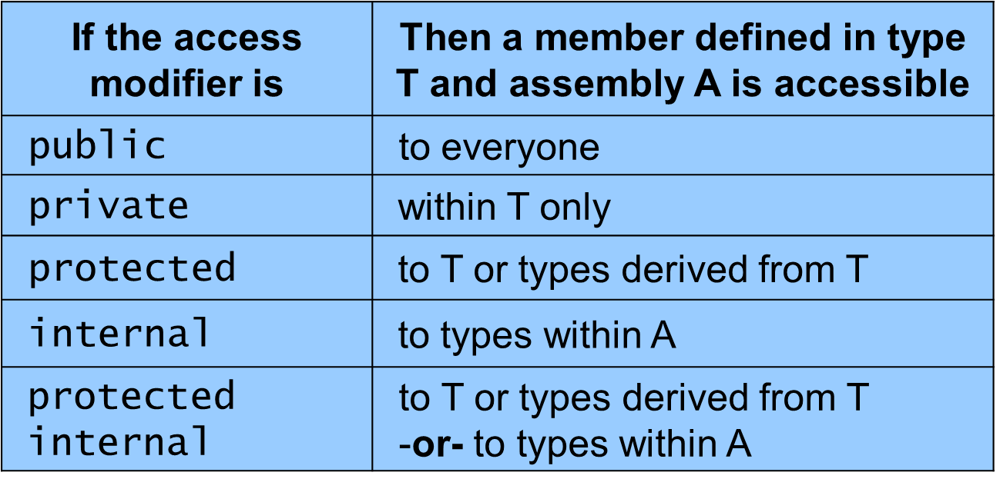 If the access
modifier is
Then a member defined in type
T and assembly A is accessible
public
to everyone
private
within T only
protected
to T or types derived from T
internal
to types within A
protected
internal
to T or types derived from T
-or- to types within A